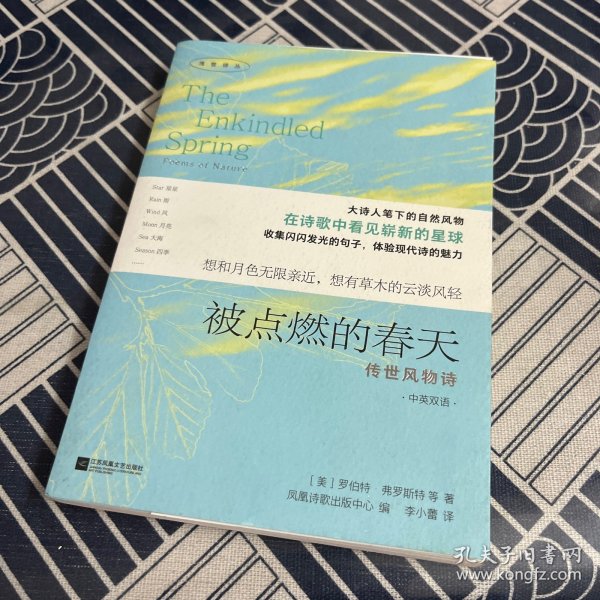 传世译丛
The
Enkindled
Spring
Poems of Nature
Star 星星
Rain 雨
Wind 风
Moon 月亮
Sea 大海
Season 四季
......
大诗人笔下的自然风物
在诗歌中看见崭新的星球
收集闪闪发光的句子，体验现代诗的魅力
想和月色无限亲近，想有草木的云淡风轻
被点燃的春天
传世风物诗
·中英双语·
江苏凤凰文艺出版社
［美］罗伯特 弗罗斯特 等 著
凤凰诗歌出版中心 编 李小蕾 译
孔夫子旧书网
www.kongfz.com